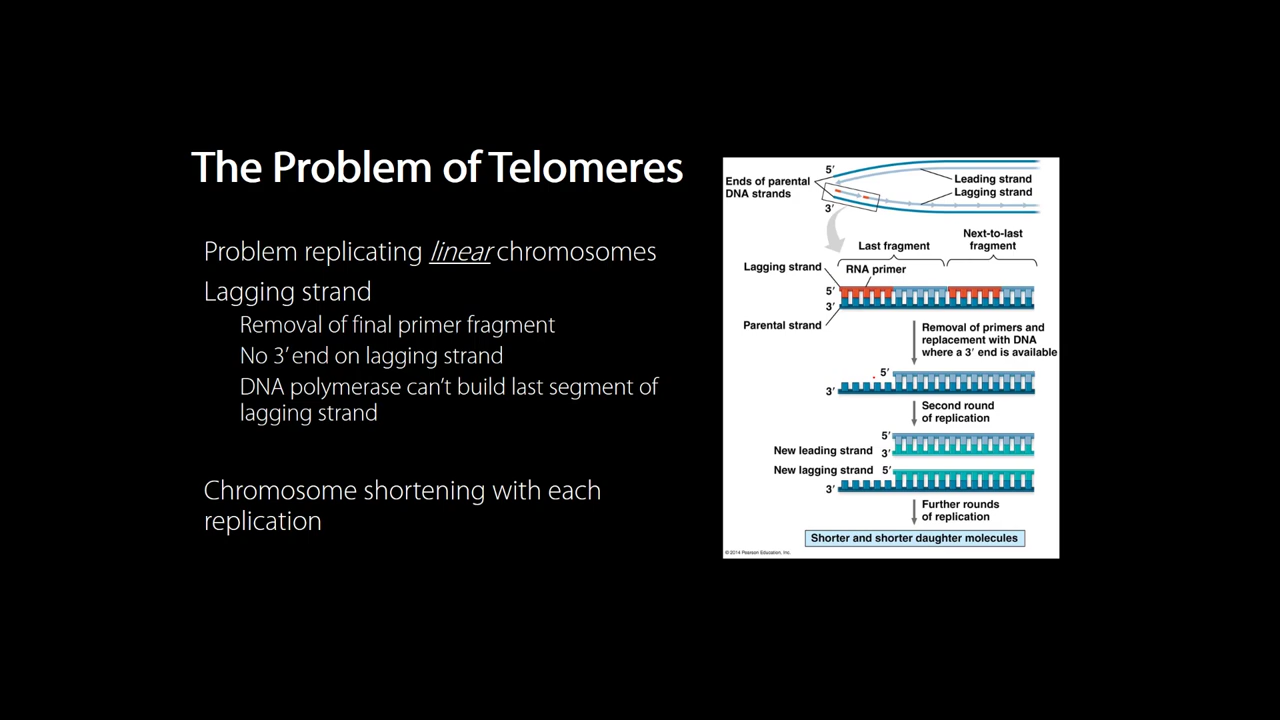 The Problem of Telomeres
Problem replicating linear chromosomes
Lagging strand
Removal of final primer fragment
No 3’ end on lagging strand
DNA polymerase can’t build last segment of
lagging strand
Chromosome shortening with each
replication
5′
Ends of parental
DNA strands
3′
Leading strand
Lagging strand
Last fragment
Next-to-last
fragment
Lagging strand
RNA primer
5′
3′
Parental strand
Removal of primers and
replacement with DNA
where a 3′ end is available
5′
3′
Second round
of replication
5′
New leading strand 3′
New lagging strand 5′
3′
Further rounds
of replication
Shorter and shorter daughter molecules
© 2014 Pearson Education, Inc.